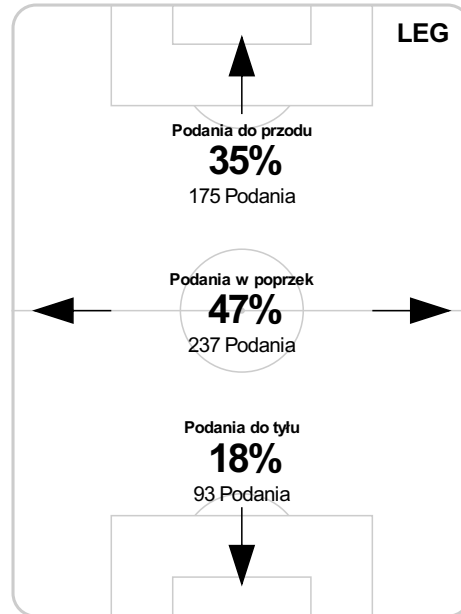 LEG
Podania do przodu
35%
175 Podania
Podania w poprzek
47%
237 Podania
Podania do tyłu
18%
93 Podania